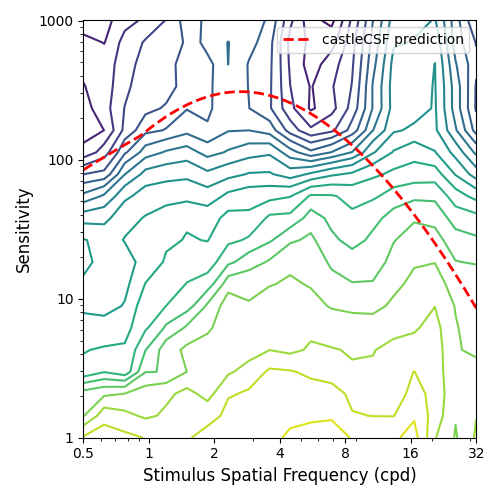 1000
castleCSF prediction
100
10
1
Sensitivity
0.5 1 2 4 8 16 32
Stimulus Spatial Frequency (cpd)